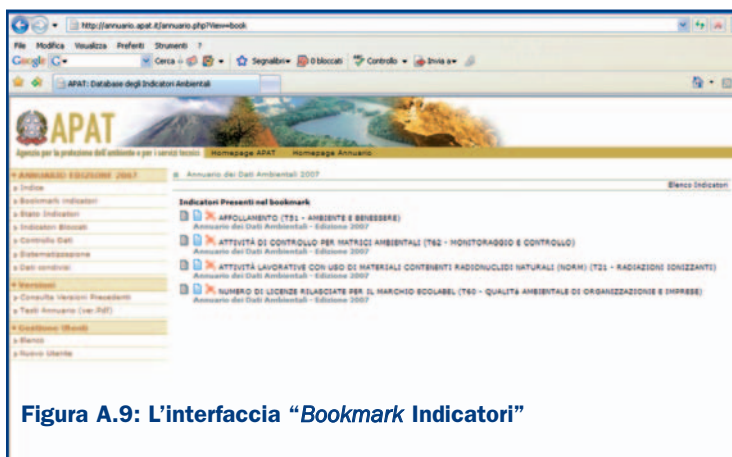 http://annuario.apat.it/annuario.php?View=book
File Modifica Visualizza Preferiti Strumenti ?
Google G Cerca Segnalibri 0 bloccati Controllo Invia a
APAT: Database degli Indicatori Ambientali
APAT
Agenzia per la protezione dell'ambiente e per i servizi tecnici
Homepage APAT Homepage Annuario
ANNUARIO EDIZIONE 2007
Indice
Bookmark indicatori
Stato Indicatori
Indicatori Bloccati
Controllo Dati
Sistematizzazione
Dati condivisi
Versioni
Consulta Versioni Precedenti
Testi Annuario (ver.Pdf)
Gestione Utenti
Elenco
Nuovo Utente
Annuario dei Dati Ambientali 2007
Elenco Indicatori
Indicatori Presenti nel bookmark
AFFOLLAMENTO (T51 - AMBIENTE E BENESSERE)
Annuario dei Dati Ambientali - Edizione 2007
ATTIVITÀ DI CONTROLLO PER MATRICI AMBIENTALI (T62 - MONITORAGGIO E CONTROLLO)
Annuario dei Dati Ambientali - Edizione 2007
ATTIVITÀ LAVORATIVE CON USO DI MATERIALI CONTENENTI RADIONUCLIDI NATURALI (NORM) (T21 - RADIAZIONI IONIZZANTI)
Annuario dei Dati Ambientali - Edizione 2007
NUMERO DI LICENZE RILASCIATE PER IL MARCHIO ECOLABEL (T60 - QUALITÀ AMBIENTALE DI ORGANIZZAZIONIE E IMPRESE)
Annuario dei Dati Ambientali - Edizione 2007
Figura A.9: L'interfaccia “Bookmark Indicatori”